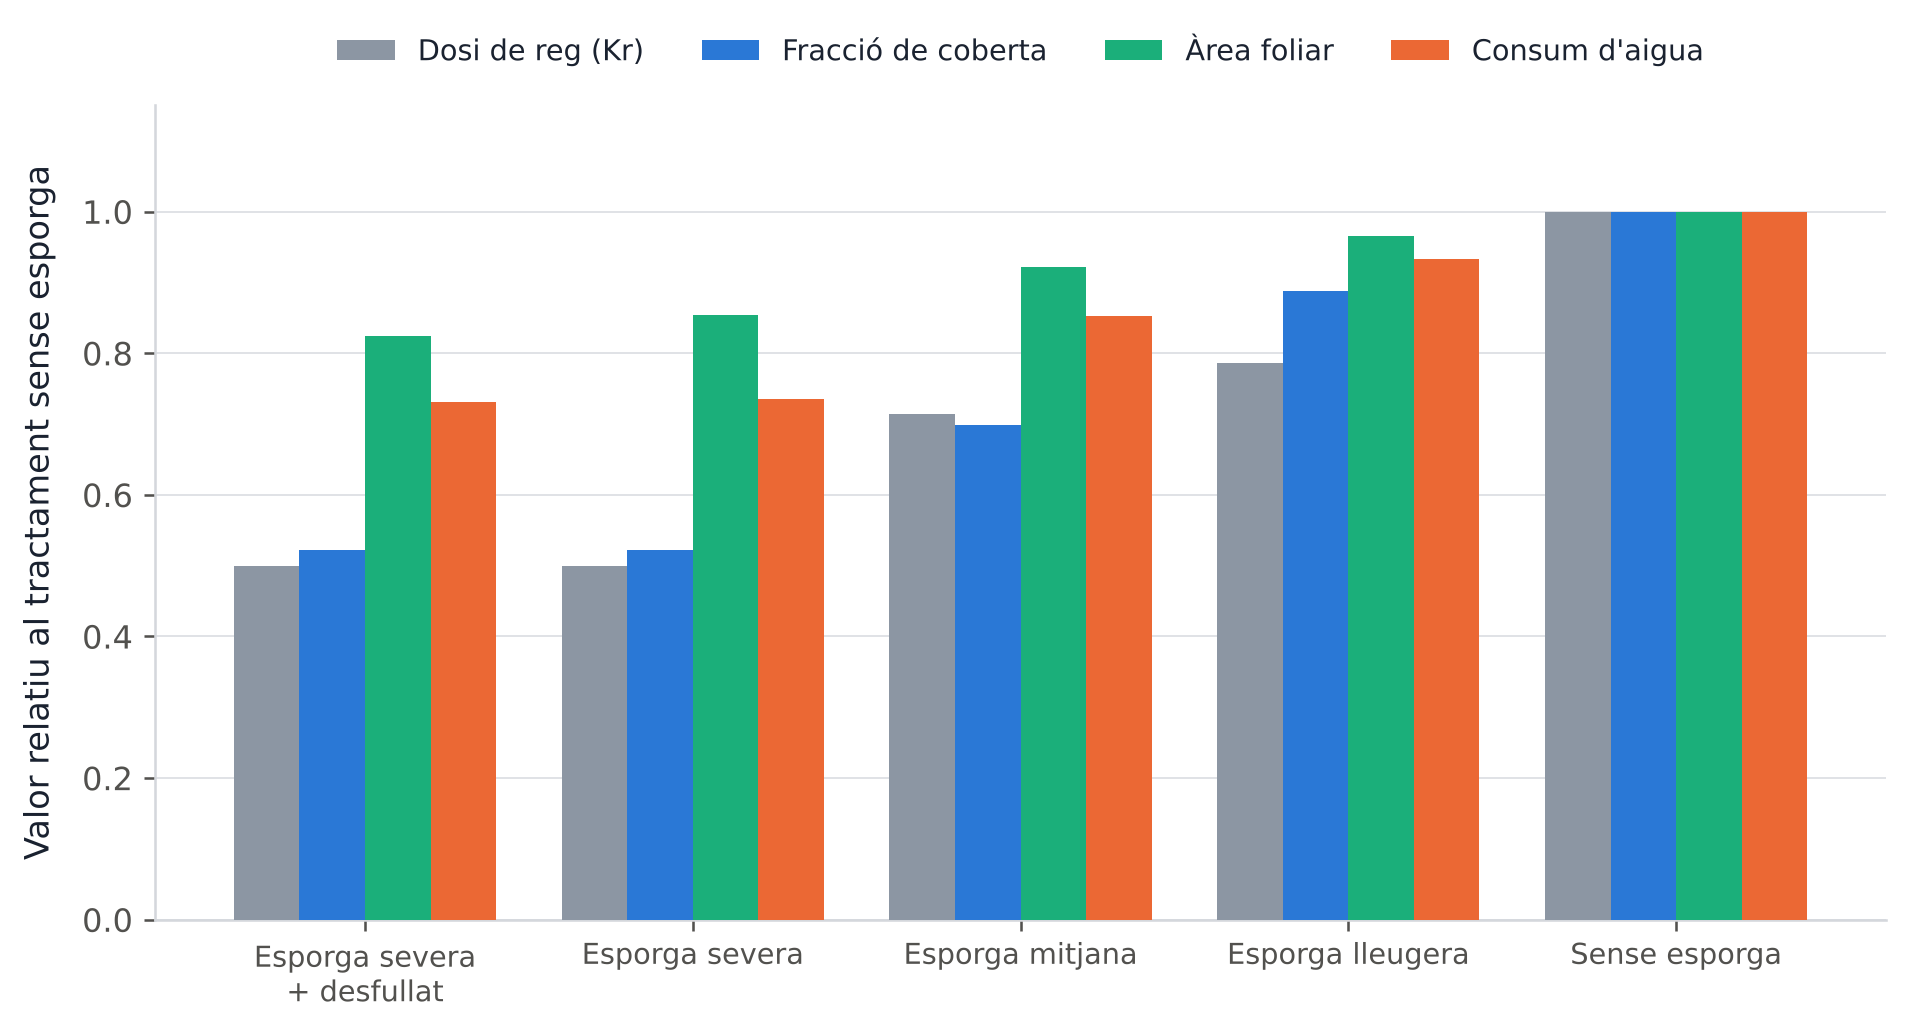 Dosi de reg (Kr)
Fracció de coberta
Àrea foliar
Consum d'aigua
Valor relatiu al tractament sense esporga
1.0
0.8
0.6
0.4
0.2
0.0
Esporga severa
+ desfullat
Esporga severa
Esporga mitjana
Esporga lleugera
Sense esporga